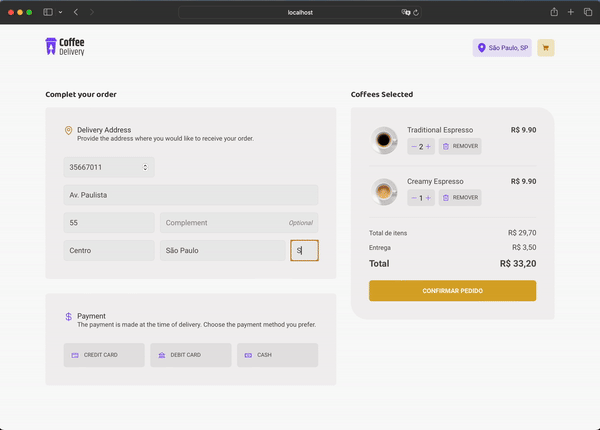 localhost
Coffee
Delivery
São Paulo, SP
Complet your order
Delivery Address
Provide the address where you would like to receive your order.
35667011
Av. Paulista
55
Complement
Optional
Centro
São Paulo
S
Payment
The payment is made at the time of delivery. Choose the payment method you prefer.
CREDIT CARD
DEBIT CARD
CASH
Coffees Selected
Traditional Espresso
R$ 9.90
− 2 +
REMOVER
Creamy Espresso
R$ 9.90
− 1 +
REMOVER
Total de itens
R$ 29,70
Entrega
R$ 3,50
Total
R$ 33,20
CONFIRMAR PEDIDO